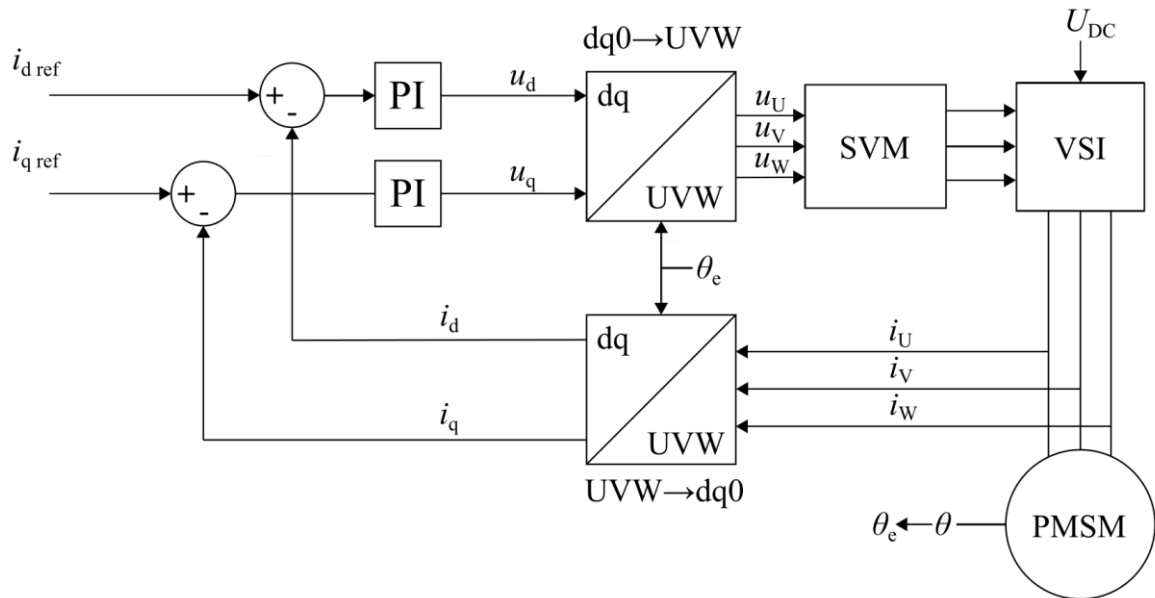 dq0→UVW
U_DC
i_d ref
+
-
PI
u_d
dq
UVW
u_U
u_V
u_W
SVM
VSI
i_q ref
+
-
PI
u_q
θ_e
i_d
dq
UVW
i_U
i_V
i_W
i_q
UVW→dq0
θ_e ← θ
PMSM